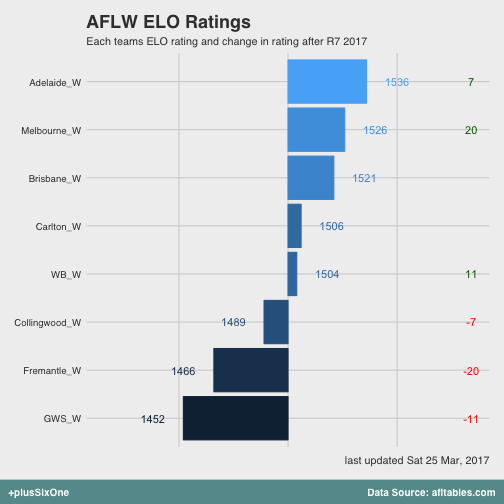 AFLW ELO Ratings
Each teams ELO rating and change in rating after R7 2017
Adelaide_W 1536 7
Melbourne_W 1526 20
Brisbane_W 1521
Carlton_W 1506
WB_W 1504 11
Collingwood_W 1489 -7
Fremantle_W 1466 -20
GWS_W 1452 -11
last updated Sat 25 Mar, 2017
+plusSixOne Data Source: afltables.com